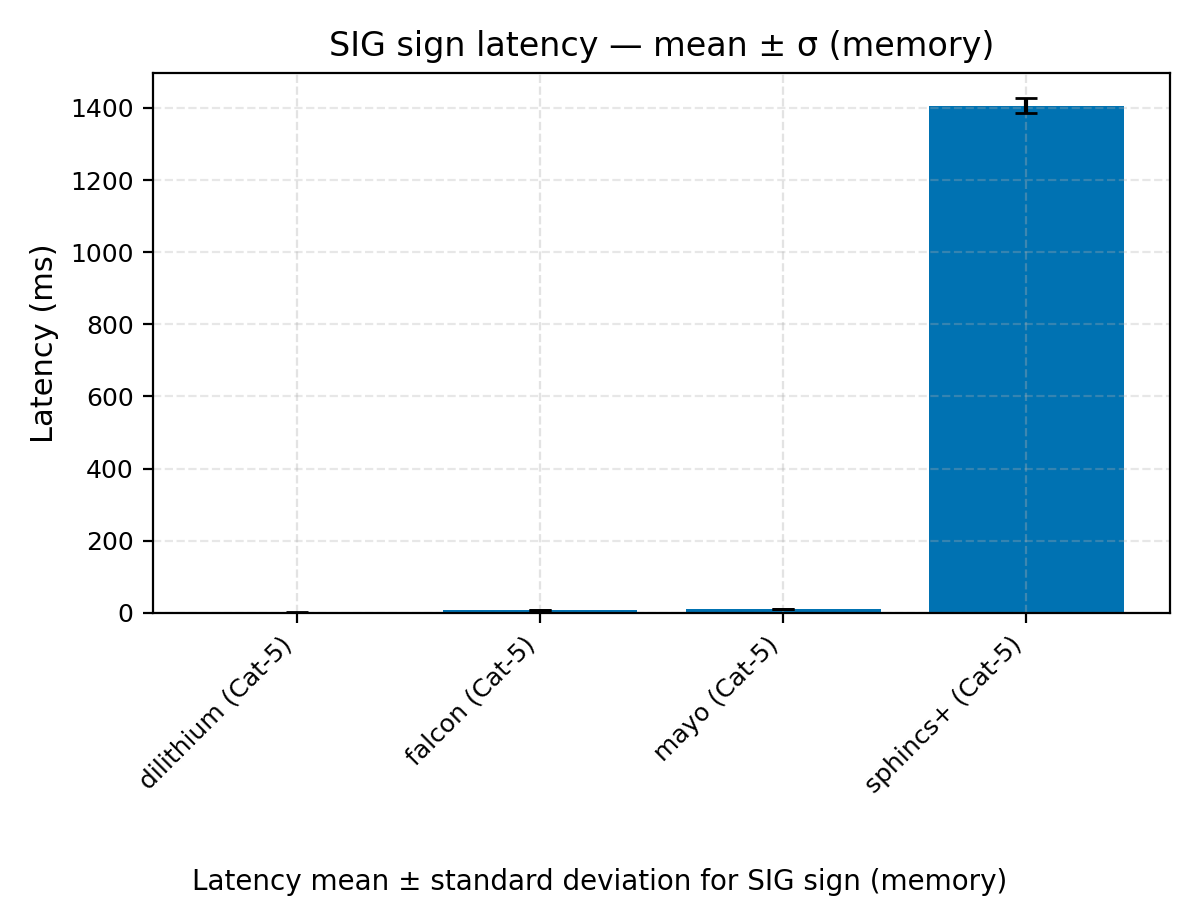 SIG sign latency — mean ± σ (memory)
Latency (ms)
1400
1200
1000
800
600
400
200
0
dilithium (Cat-5)
falcon (Cat-5)
mayo (Cat-5)
sphincs+ (Cat-5)
Latency mean ± standard deviation for SIG sign (memory)